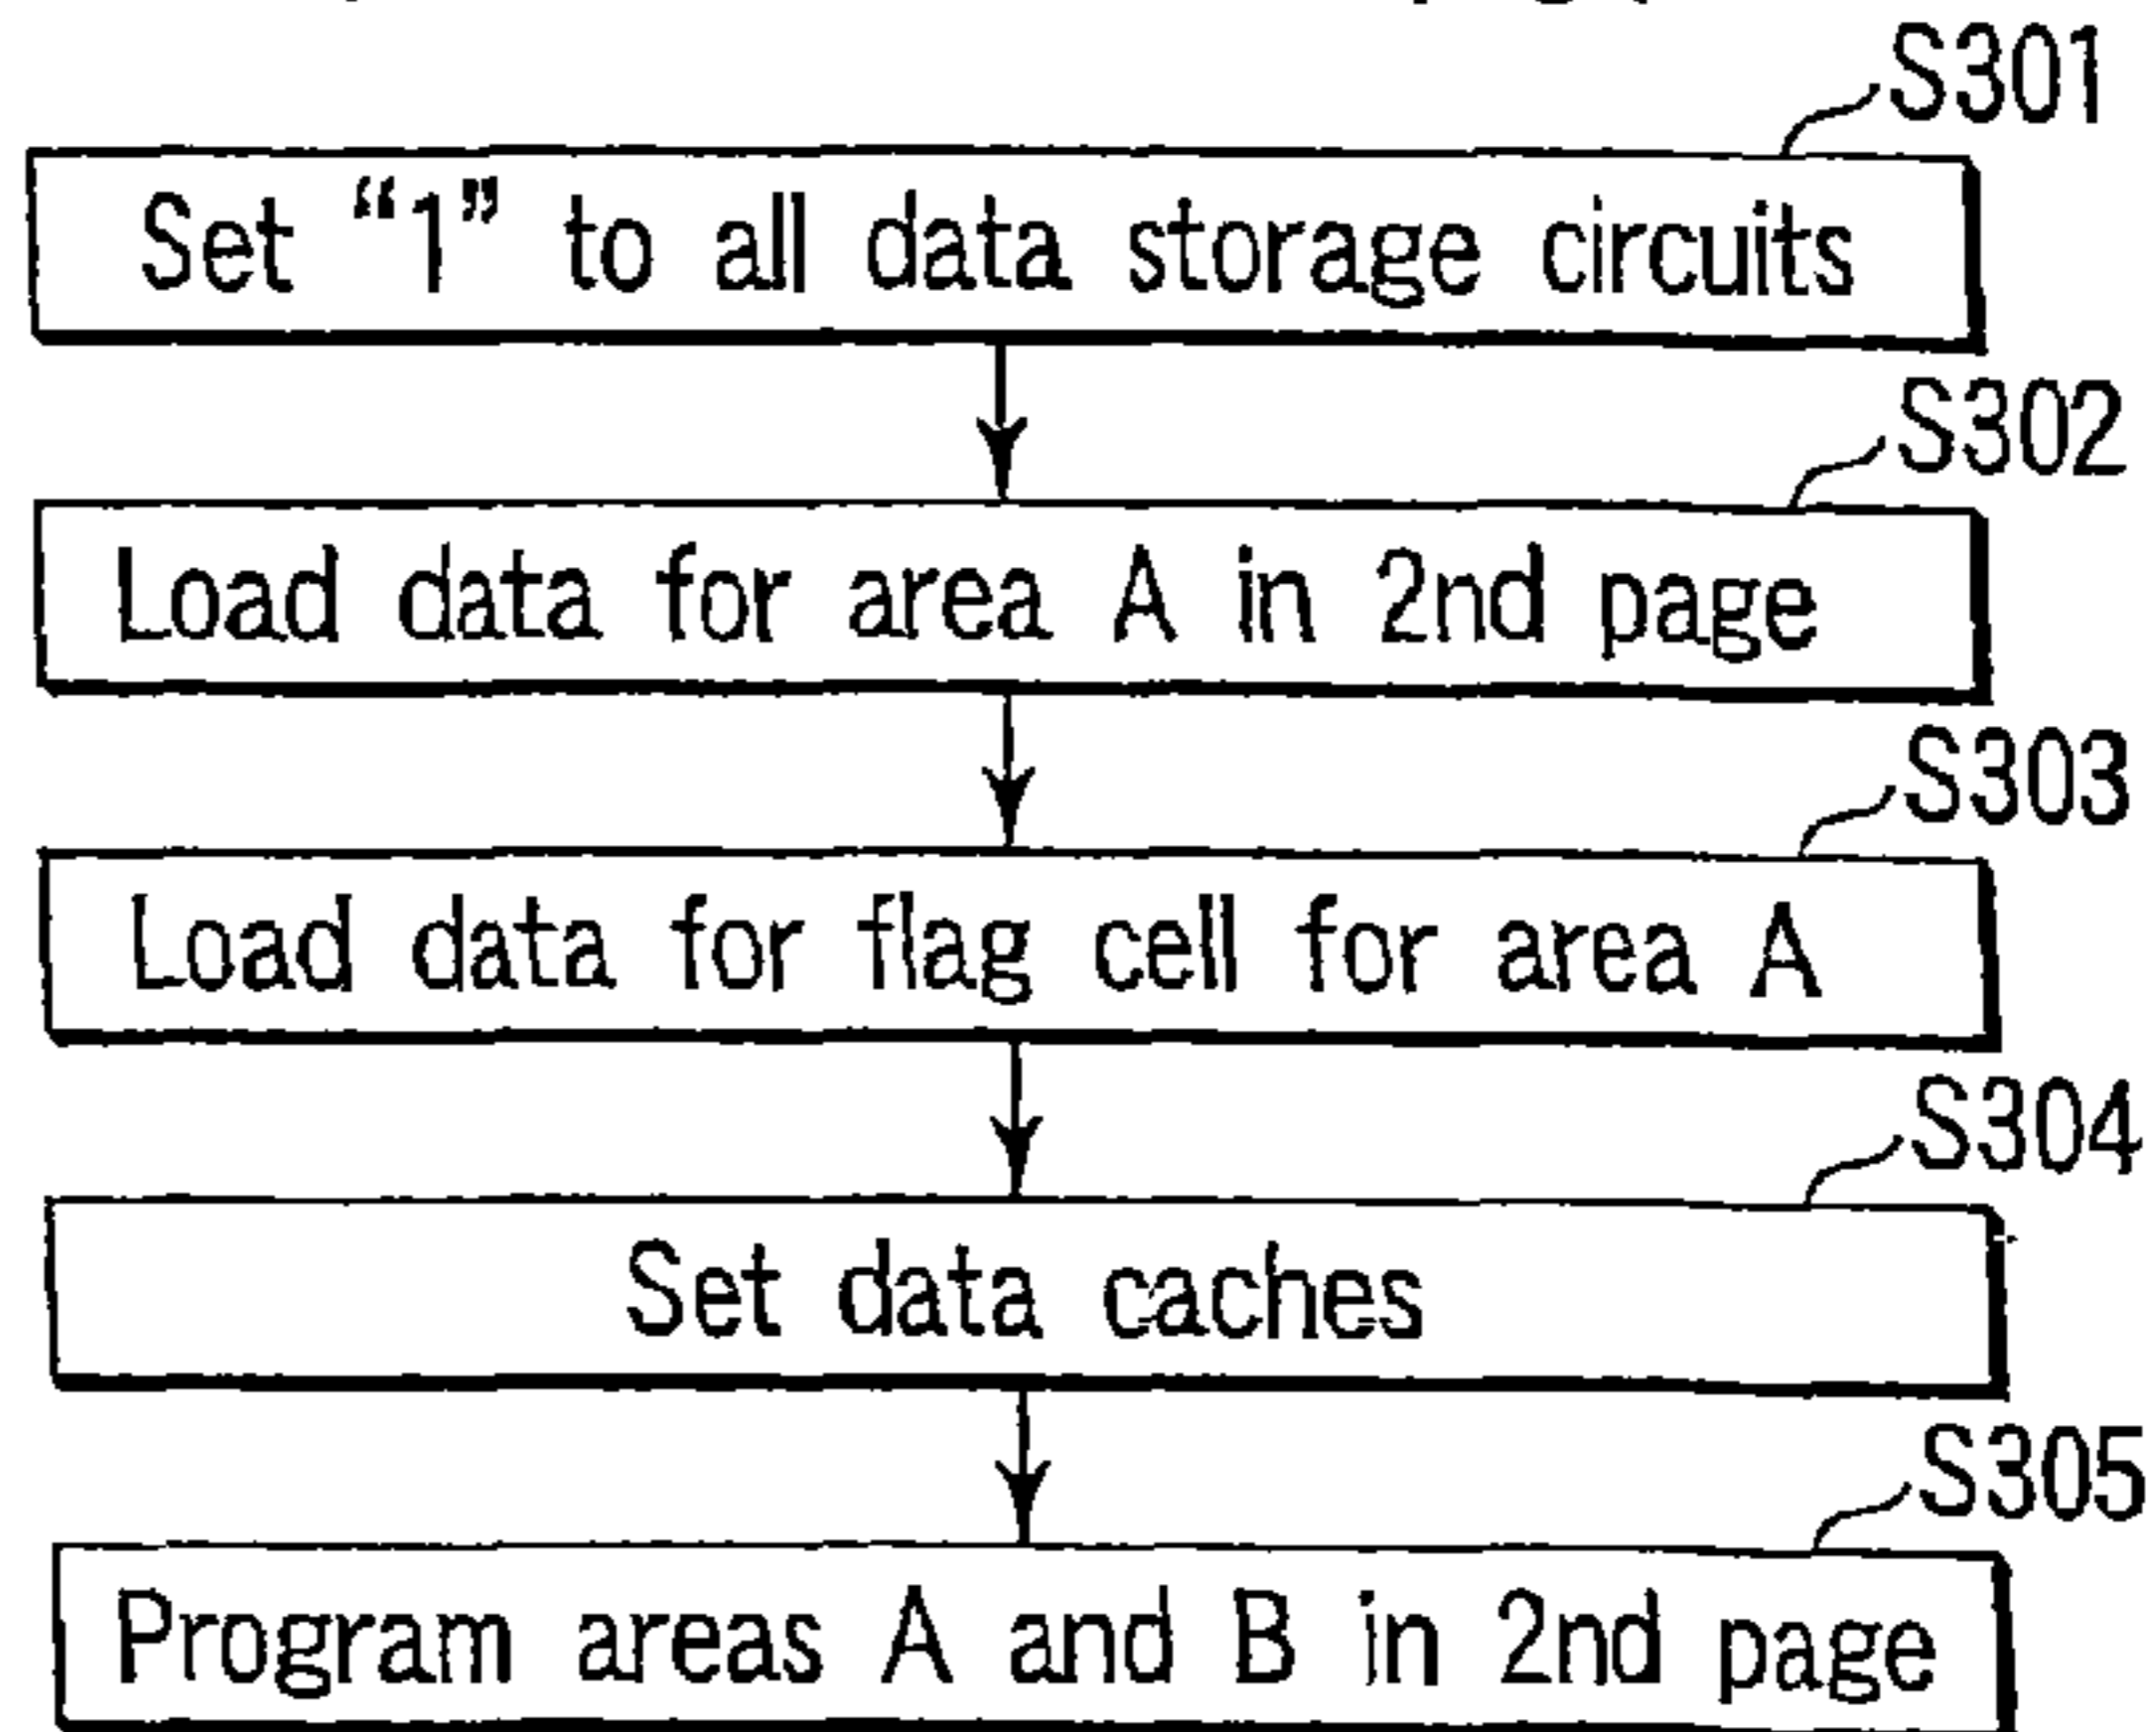 S301
Set “1” to all data storage circuits
S302
Load data for area A in 2nd page
S303
Load data for flag cell for area A
S304
Set data caches
S305
Program areas A and B in 2nd page